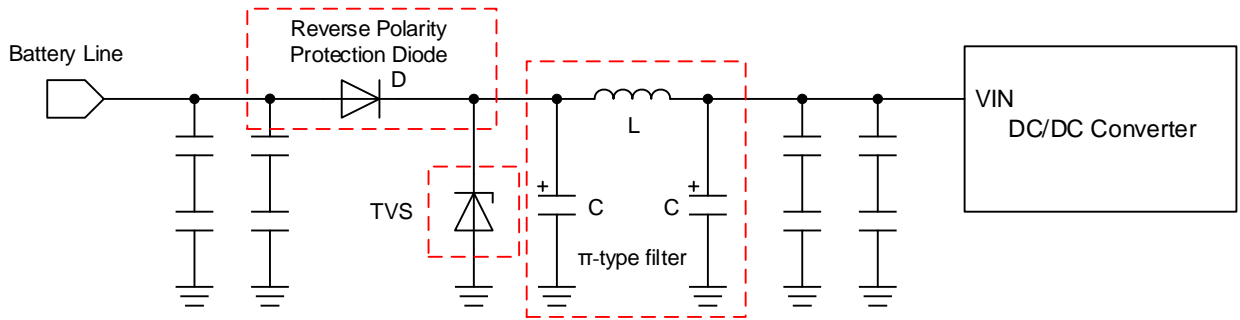 Reverse Polarity
Protection Diode
Battery Line
D
VIN
DC/DC Converter
L
TVS
+
C
C
+
π-type filter